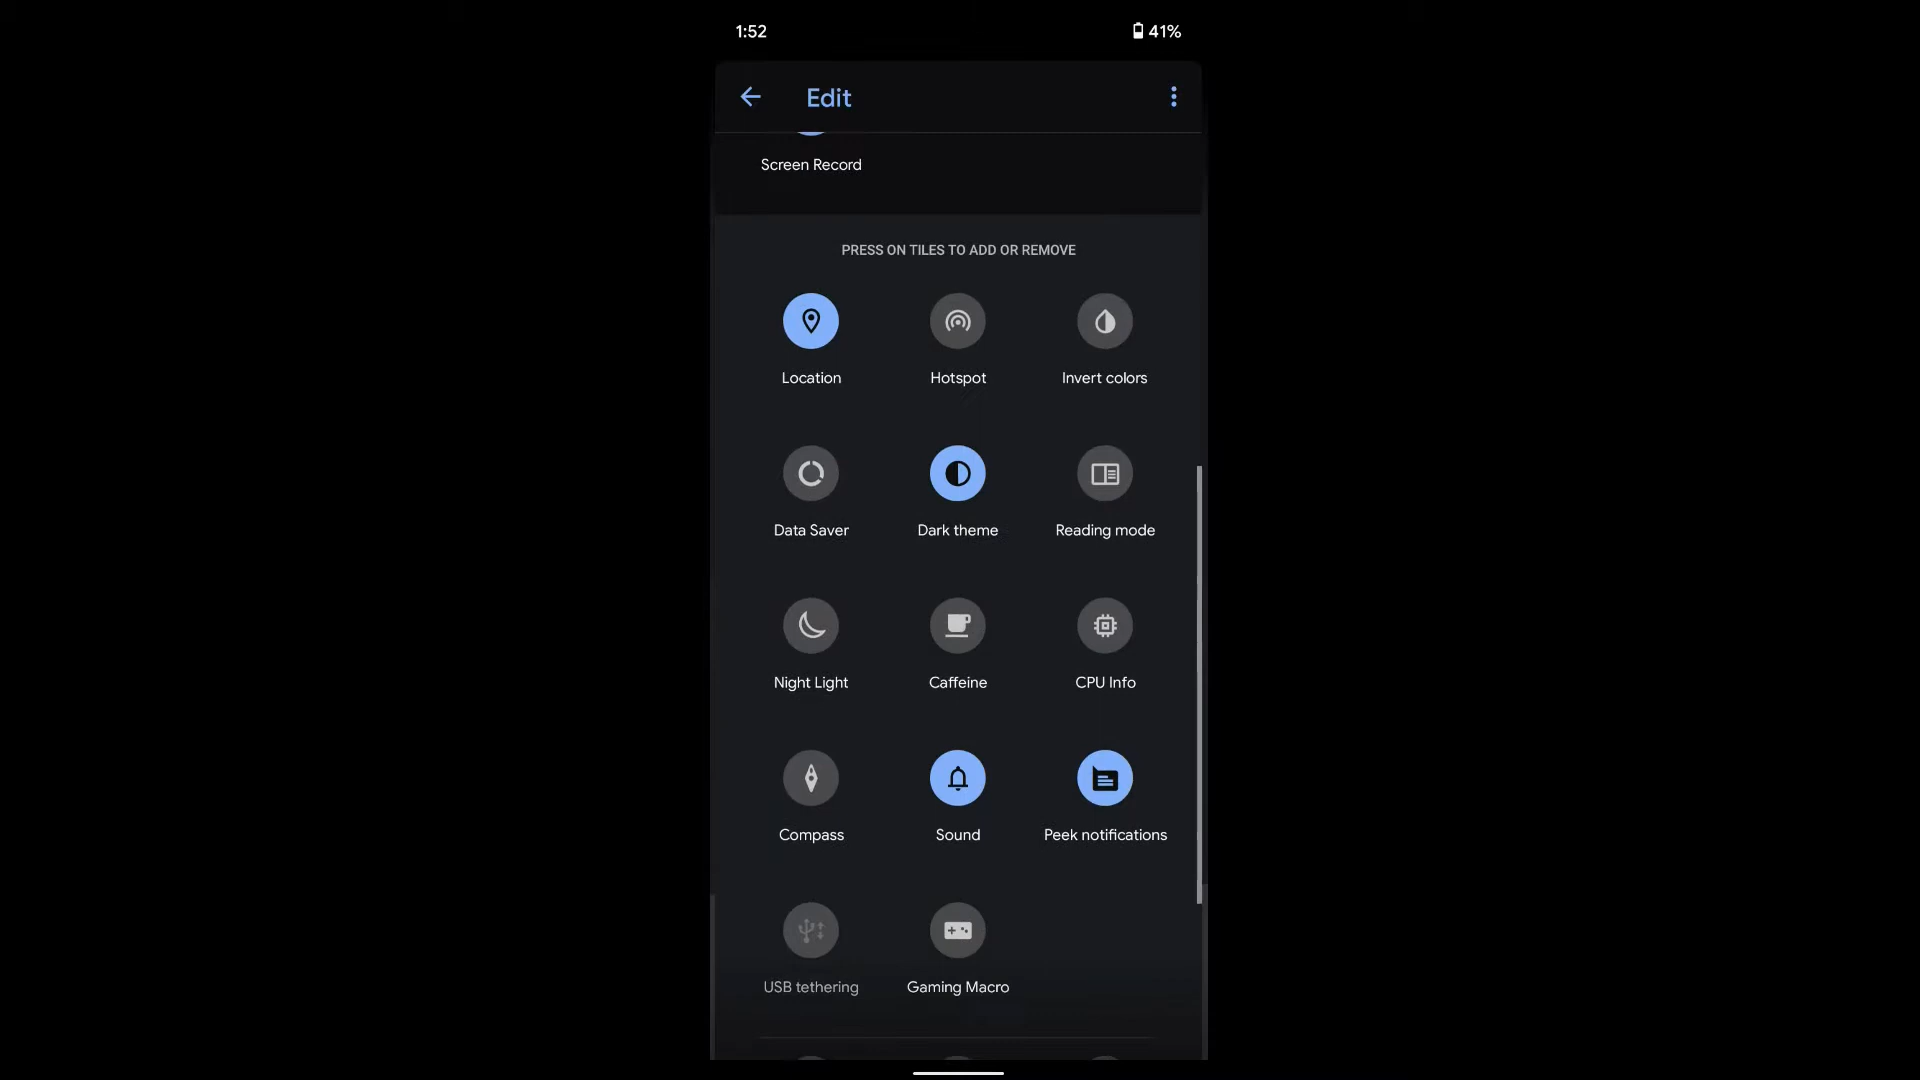 1:52
41%
Edit
Screen Record
PRESS ON TILES TO ADD OR REMOVE
Location
Hotspot
Invert colors
Data Saver
Dark theme
Reading mode
Night Light
Caffeine
CPU Info
Compass
Sound
Peek notifications
USB tethering
Gaming Macro